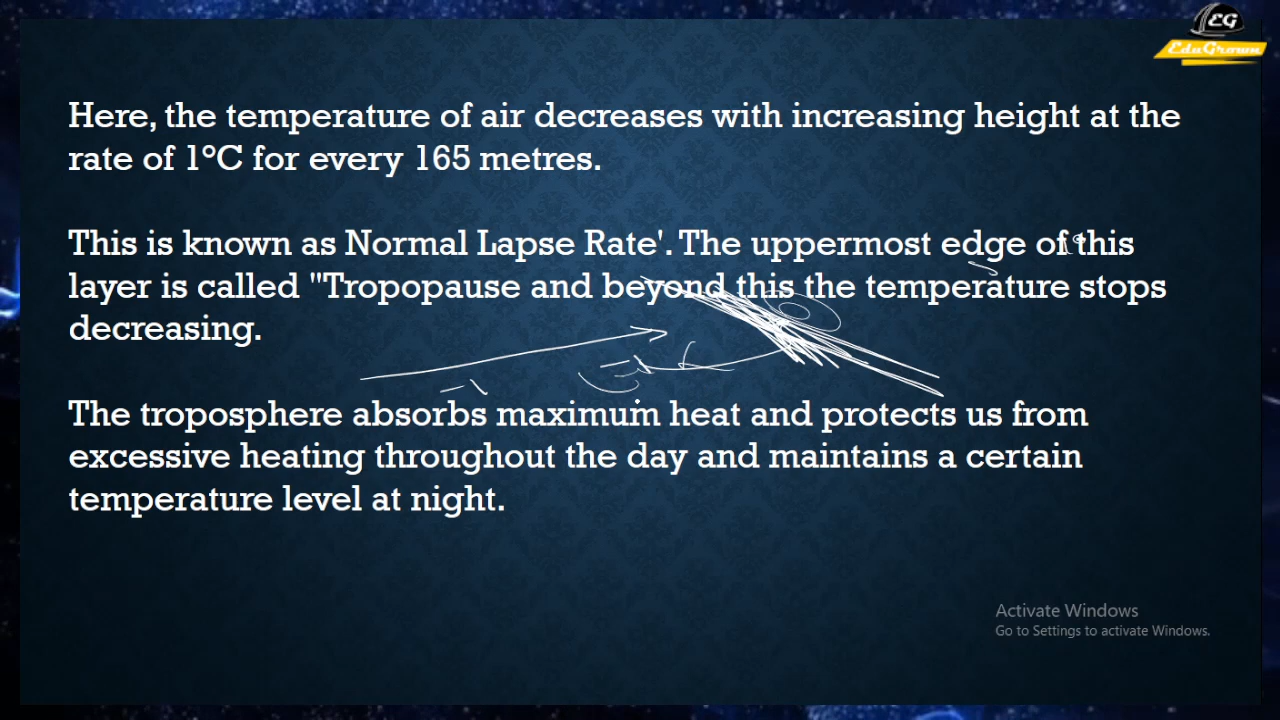 EG
EduGrown
Here, the temperature of air decreases with increasing height at the
rate of 1°C for every 165 metres.
This is known as Normal Lapse Rate'. The uppermost edge of this
layer is called "Tropopause and beyond this the temperature stops
decreasing.
The troposphere absorbs maximum heat and protects us from
excessive heating throughout the day and maintains a certain
temperature level at night.
Activate Windows
Go to Settings to activate Windows.